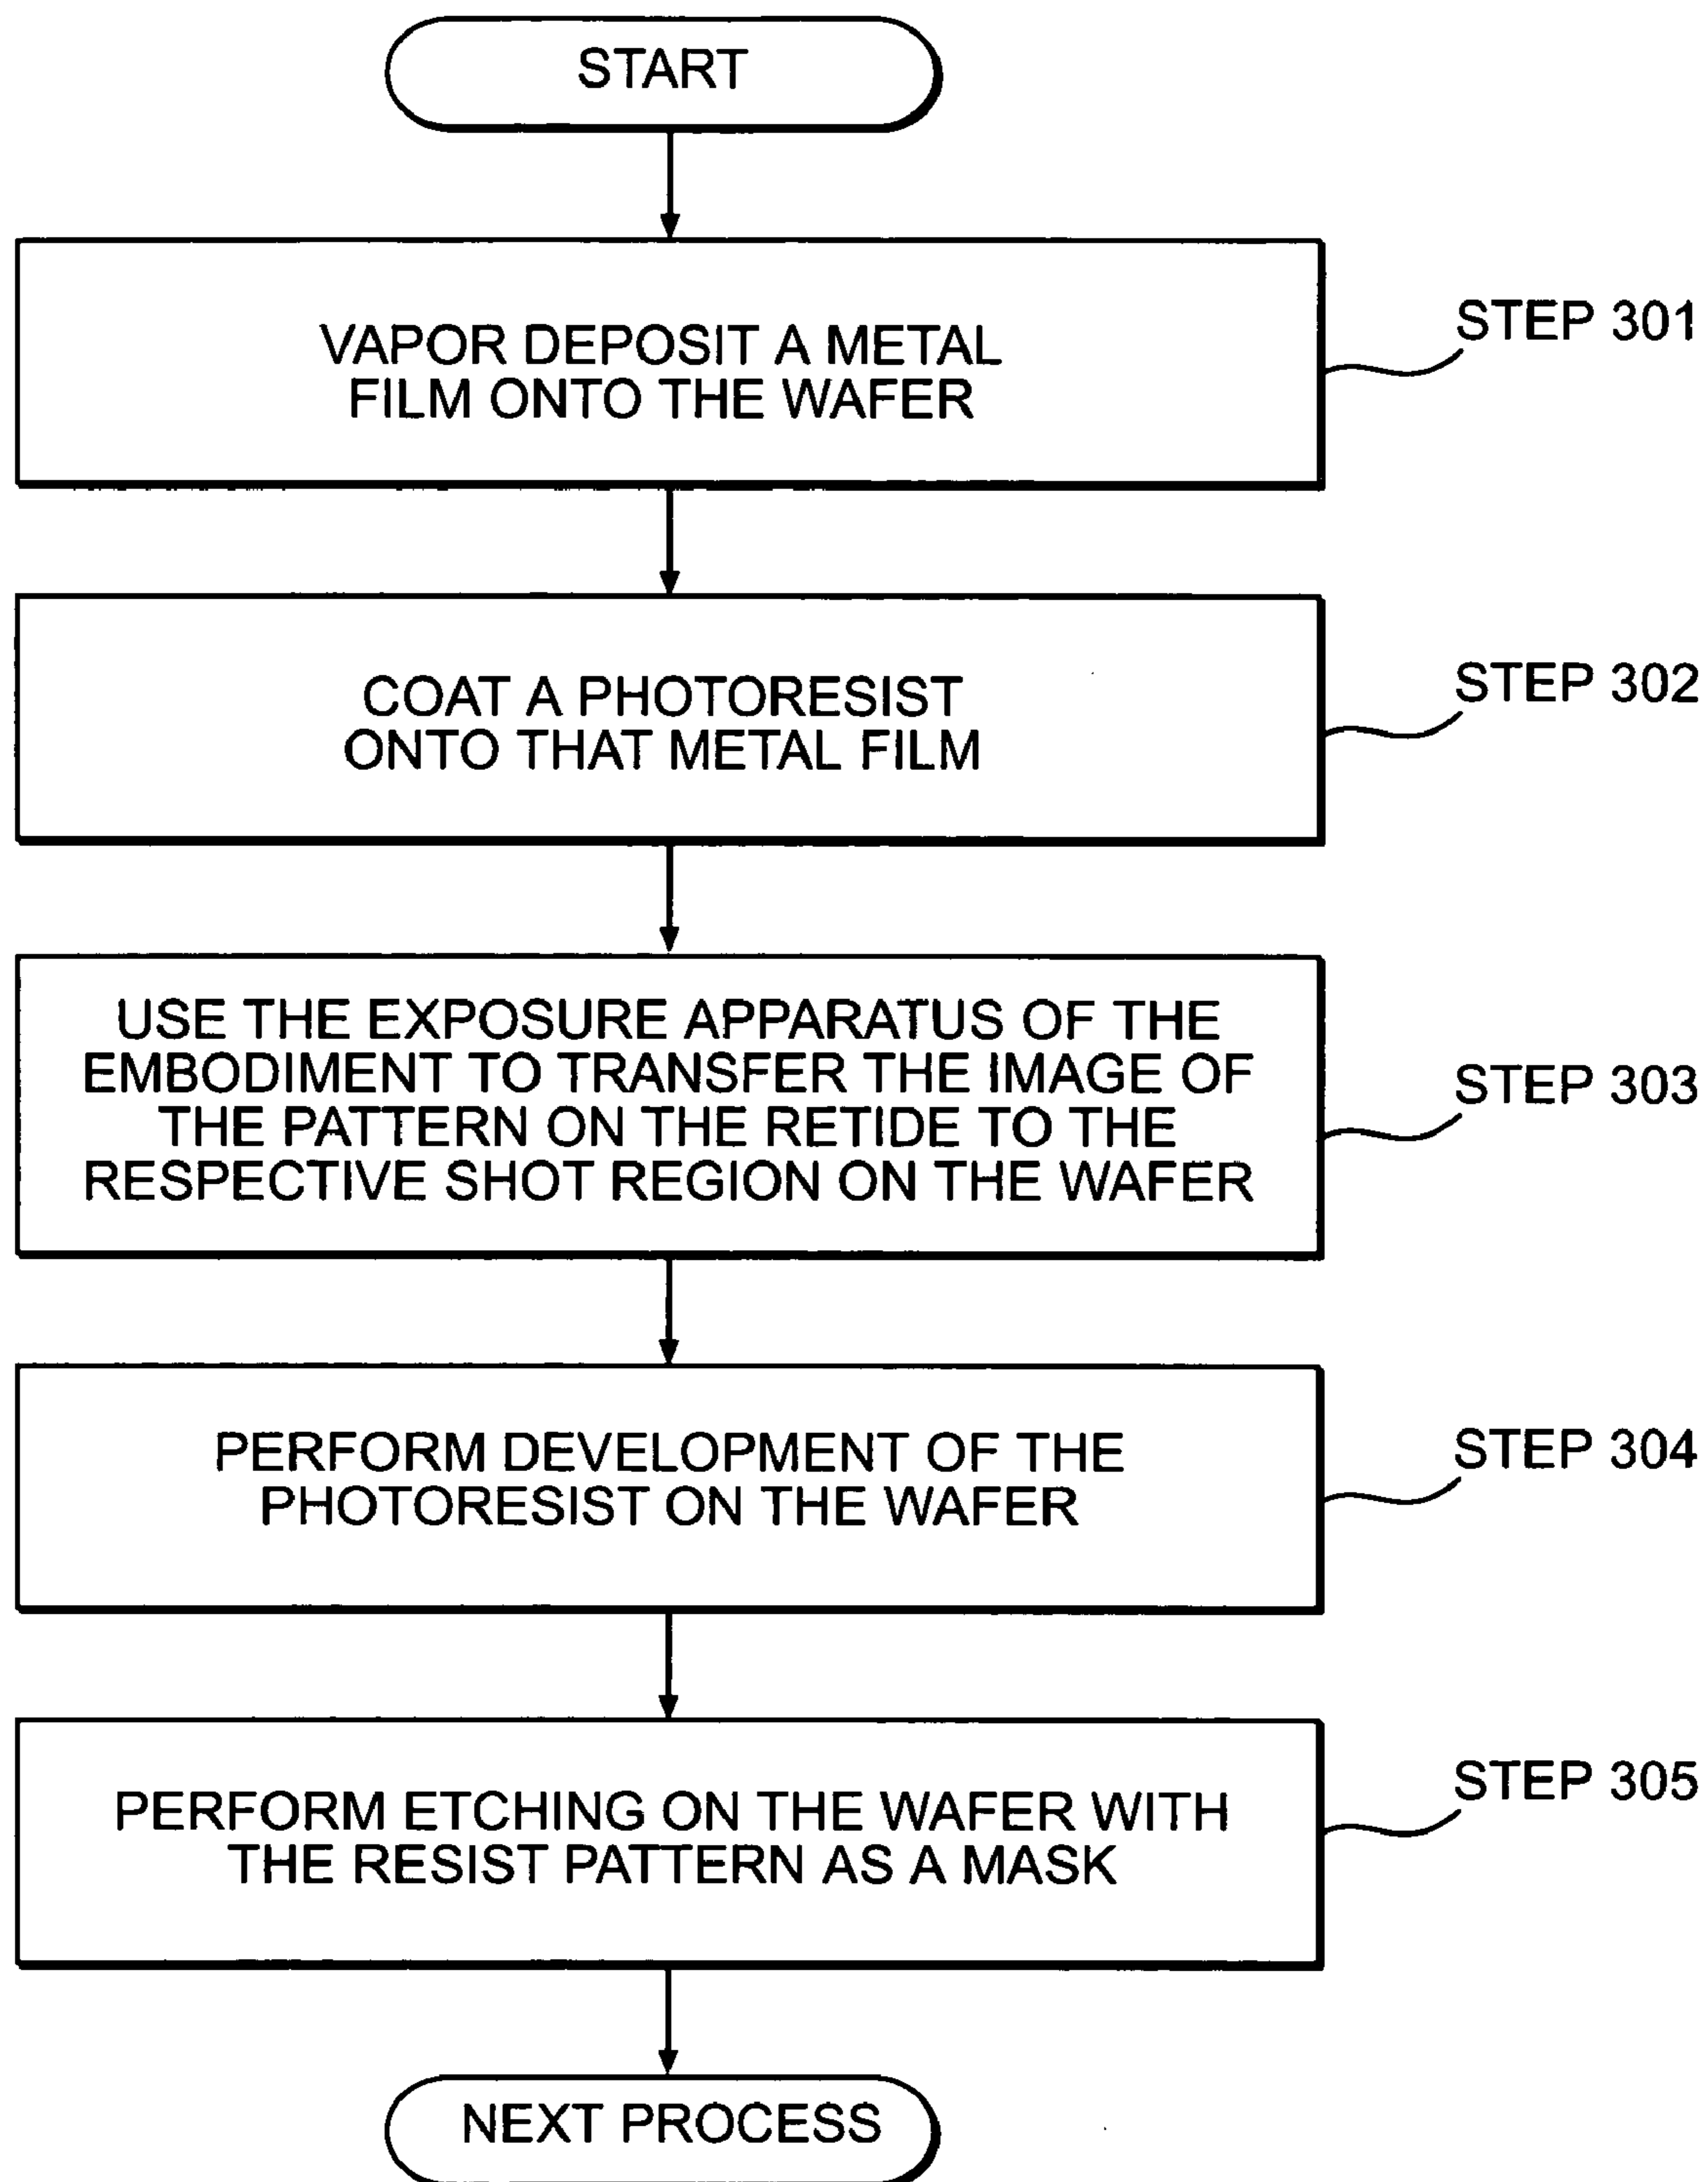 START
VAPOR DEPOSIT A METAL
FILM ONTO THE WAFER
STEP 301
COAT A PHOTORESIST
ONTO THAT METAL FILM
STEP 302
USE THE EXPOSURE APPARATUS OF THE
EMBODIMENT TO TRANSFER THE IMAGE OF
THE PATTERN ON THE RETIDE TO THE
RESPECTIVE SHOT REGION ON THE WAFER
STEP 303
PERFORM DEVELOPMENT OF THE
PHOTORESIST ON THE WAFER
STEP 304
PERFORM ETCHING ON THE WAFER WITH
THE RESIST PATTERN AS A MASK
STEP 305
NEXT PROCESS